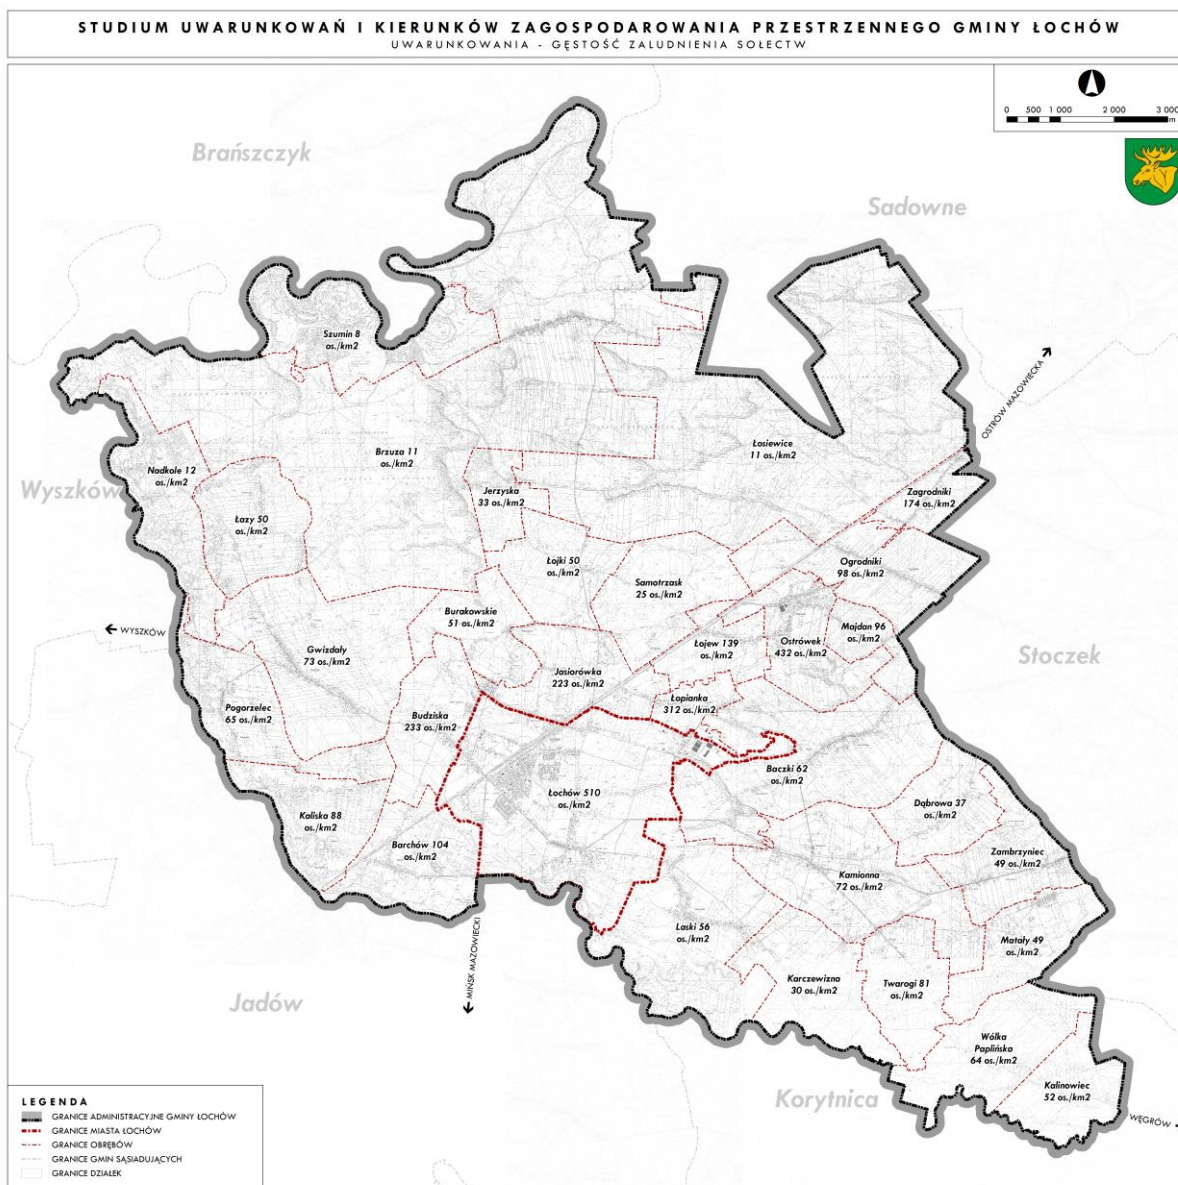 STUDIUM UWARUNKOWAŃ I KIERUNKÓW ZAGOSPODAROWANIA PRZESTRZENNEGO GMINY ŁOCHÓW
UWARUNKOWANIA - GĘSTOŚĆ ZALUDNIENIA SOŁECTW
0 500 1 000 2 000 3 000
m
Brańszczyk
Sadowne
Szumin 8
os./km2
OSTRÓW MAZOWIECKA
Brzuza 11
os./km2
Łosiewice
11 os./km2
Nadkole 12
os./km2
Wyszków
Jerzyska
33 os./km2
Zagrodniki
174 os./km2
Łazy 50
os./km2
Łojki 50
os./km2
Samotrzask
25 os./km2
Ogrodniki
98 os./km2
Burakowskie
51 os./km2
WYSZKÓW
Gwizdały
73 os./km2
Łojew 139
os./km2
Ostrówek
432 os./km2
Majdan 96
os./km2
Stoczek
Jasiorówka
223 os./km2
Łopianka
312 os./km2
Pogorzelec
65 os./km2
Budziska
233 os./km2
Baczki 62
os./km2
Łochów 510
os./km2
Dąbrowa 37
os./km2
Kaliska 88
os./km2
Barchów 104
os./km2
Zambrzyniec
49 os./km2
Kamionna
72 os./km2
Laski 56
os./km2
Matały 49
os./km2
MIŃSK MAZOWIECKI
Karczewizna
30 os./km2
Twarogi 81
os./km2
Jadów
Wólka
Paplińska
64 os./km2
Kalinowiec
52 os./km2
Korytnica
WĘGRÓW
LEGENDA
GRANICE ADMINISTRACYJNE GMINY ŁOCHÓW
GRANICE MIASTA ŁOCHÓW
GRANICE OBRĘBÓW
GRANICE GMIN SĄSIADUJĄCYCH
GRANICE DZIAŁEK